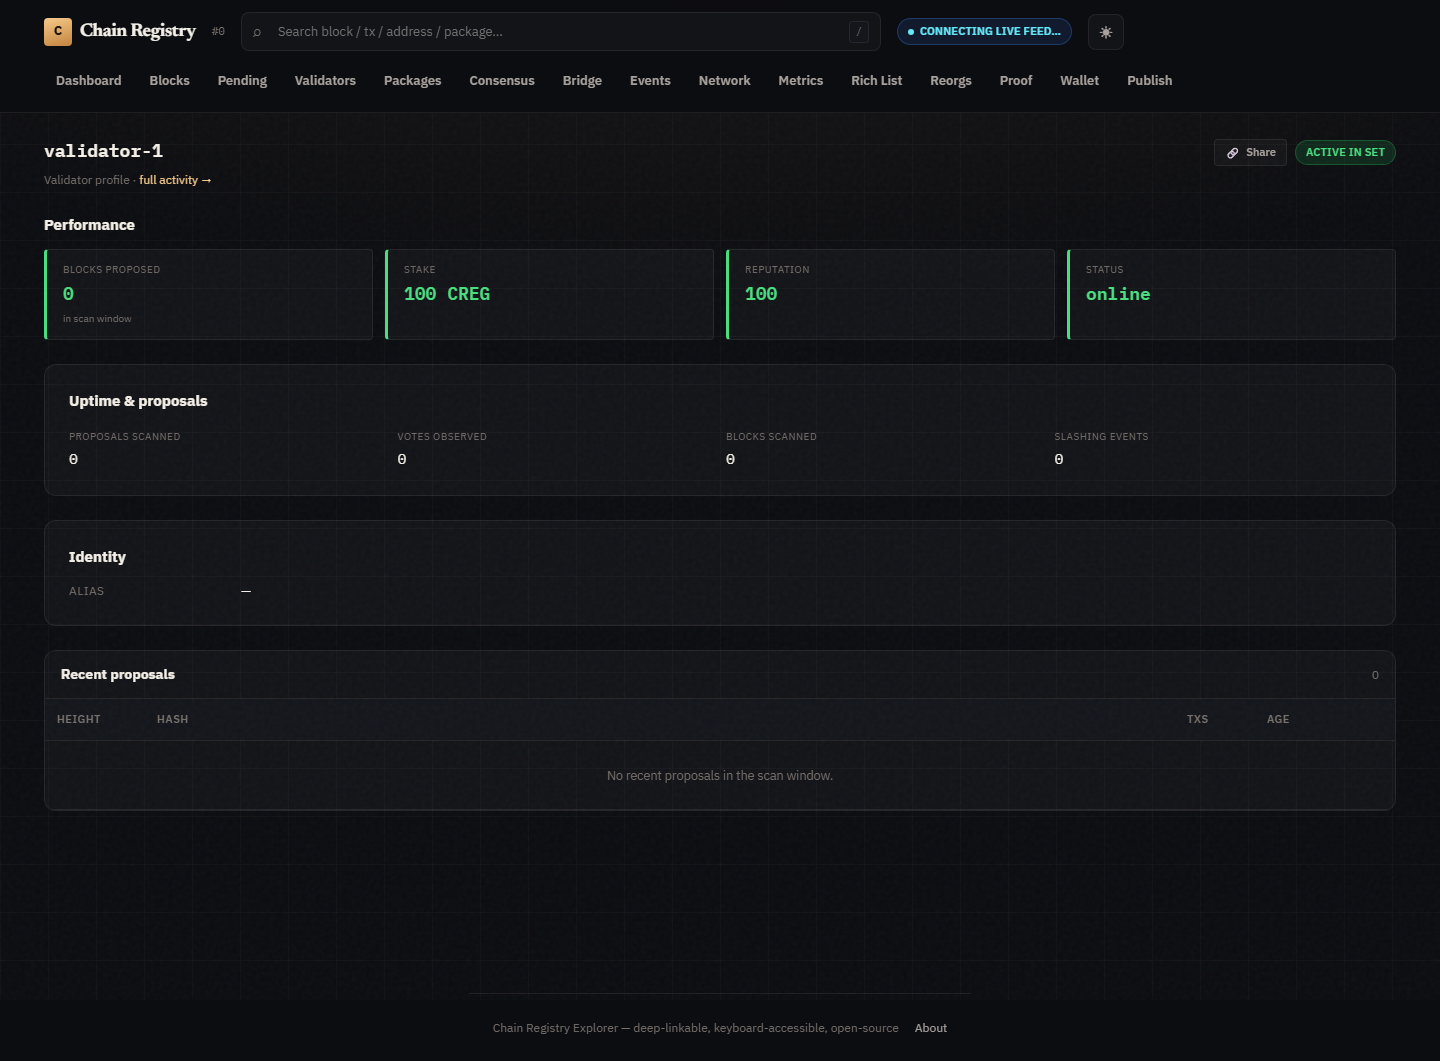 C Chain Registry #0 Search block / tx / address / package... / CONNECTING LIVE FEED...
Dashboard Blocks Pending Validators Packages Consensus Bridge Events Network Metrics Rich List Reorgs Proof Wallet Publish
validator-1
Share ACTIVE IN SET
Validator profile · full activity →
Performance
BLOCKS PROPOSED STAKE REPUTATION STATUS
0 100 CREG 100 online
in scan window
Uptime & proposals
PROPOSALS SCANNED VOTES OBSERVED BLOCKS SCANNED SLASHING EVENTS
0 0 0 0
Identity
ALIAS —
Recent proposals 0
HEIGHT HASH TXS AGE
No recent proposals in the scan window.
Chain Registry Explorer — deep-linkable, keyboard-accessible, open-source About